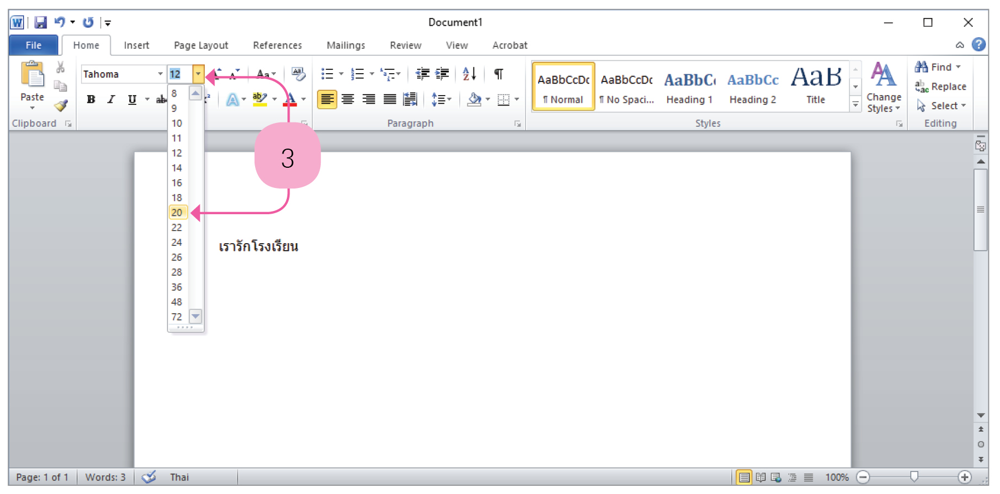 Document1
File Home Insert Page Layout References Mailings Review View Acrobat
Tahoma 12
Paste
B I U abc
Aa
Clipboard
Paragraph
AaBbCcDc AaBbCcDc AaBbC AaBbCc AaB
¶ Normal ¶ No Spaci... Heading 1 Heading 2 Title
Change
Styles
Styles
Find
Replace
Select
Editing
8
9
10
11
12
14
16
18
20
22
24
26
28
36
48
72
3
เรารักโรงเรียน
Page: 1 of 1 Words: 3 Thai 100%